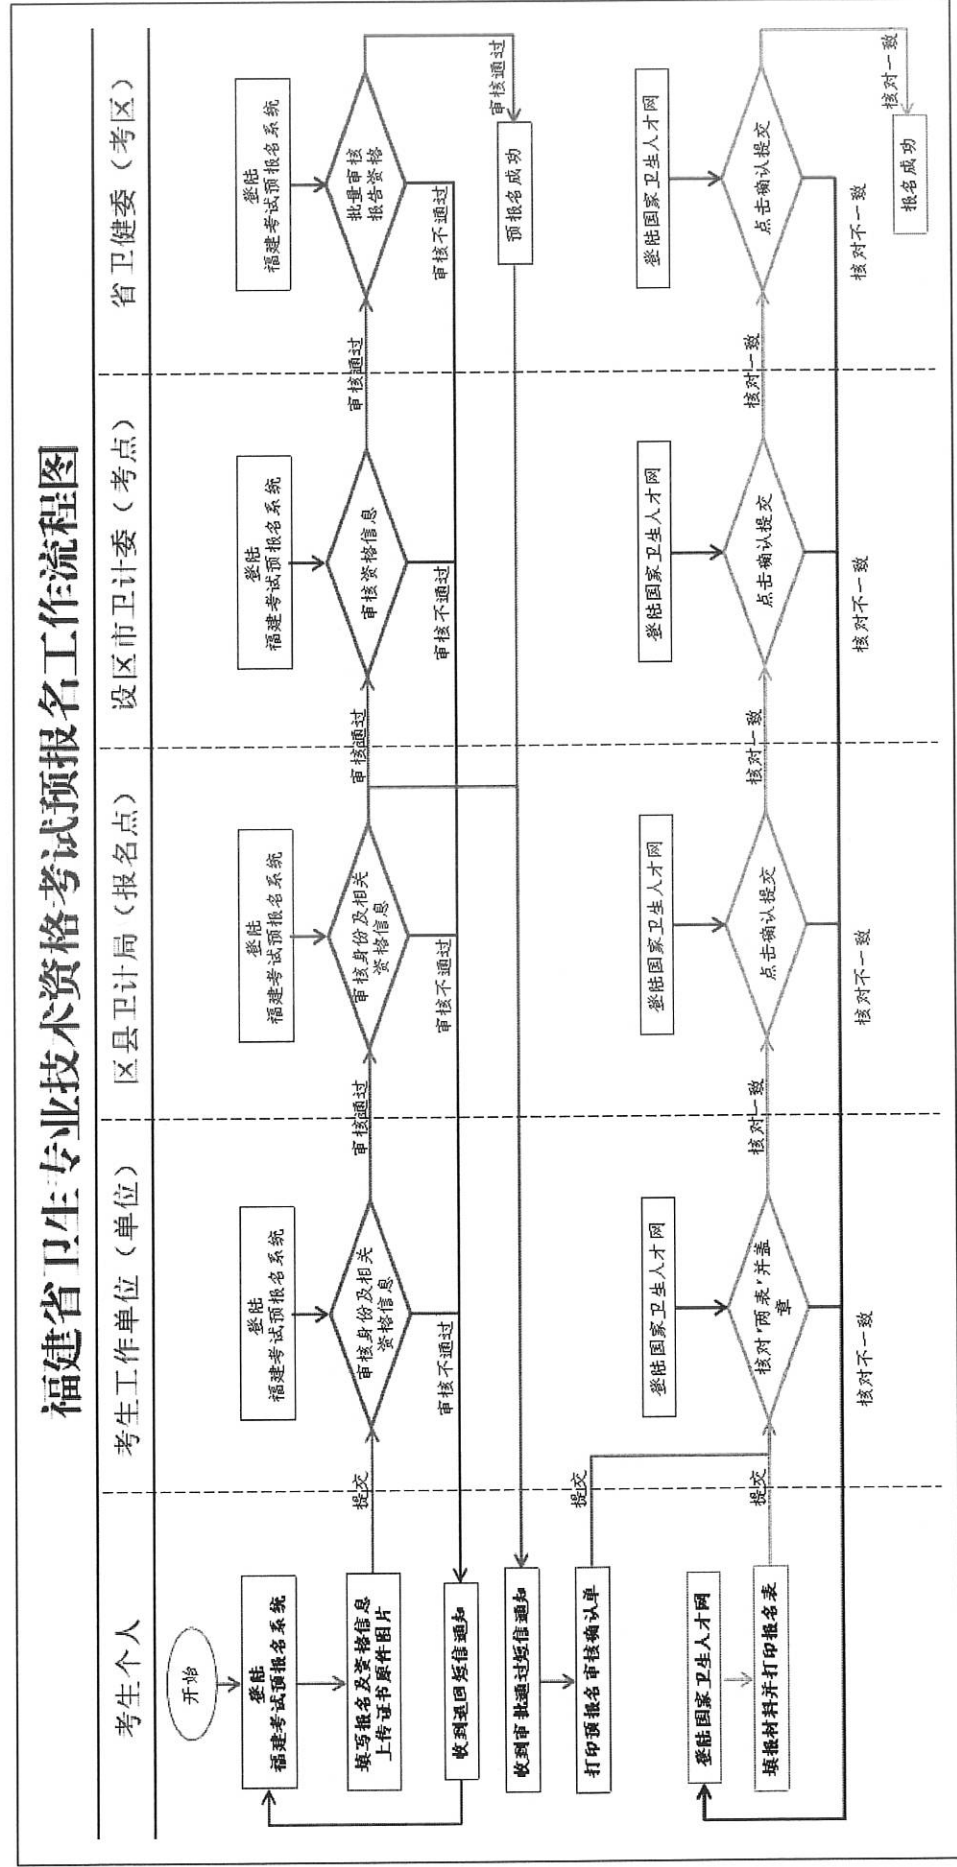 福建省卫生专业技术资格考试预报名工作流程图
考生个人
考生工作单位（单位）
区县卫计局（报名点）
设区市卫计委（考点）
省卫健委（考区）
开始
登陆
福建考试预报名系统
登陆
福建考试预报名系统
登陆
福建考试预报名系统
登陆
福建考试预报名系统
登陆
福建考试预报名系统
填写报名及资格信息
上传证书原件图片
提交
审核身份及相关
资格信息
审核通过
审核身份及相关
资格信息
审核通过
审核资格信息
审核通过
批量审核
报告资格
审核通过
收到退回短信通知
审核不通过
审核不通过
审核不通过
审核不通过
收到审批通过短信通知
预报名成功
打印预报名审核确认单
提交
登陆国家卫生人才网
登陆国家卫生人才网
登陆国家卫生人才网
登陆国家卫生人才网
登陆国家卫生人才网
填报材料并打印报名表
提交
核对'两表'并盖
章
核对一致
点击确认提交
核对一致
点击确认提交
核对一致
点击确认提交
核对一致
核对不一致
核对不一致
核对不一致
核对不一致
报名成功